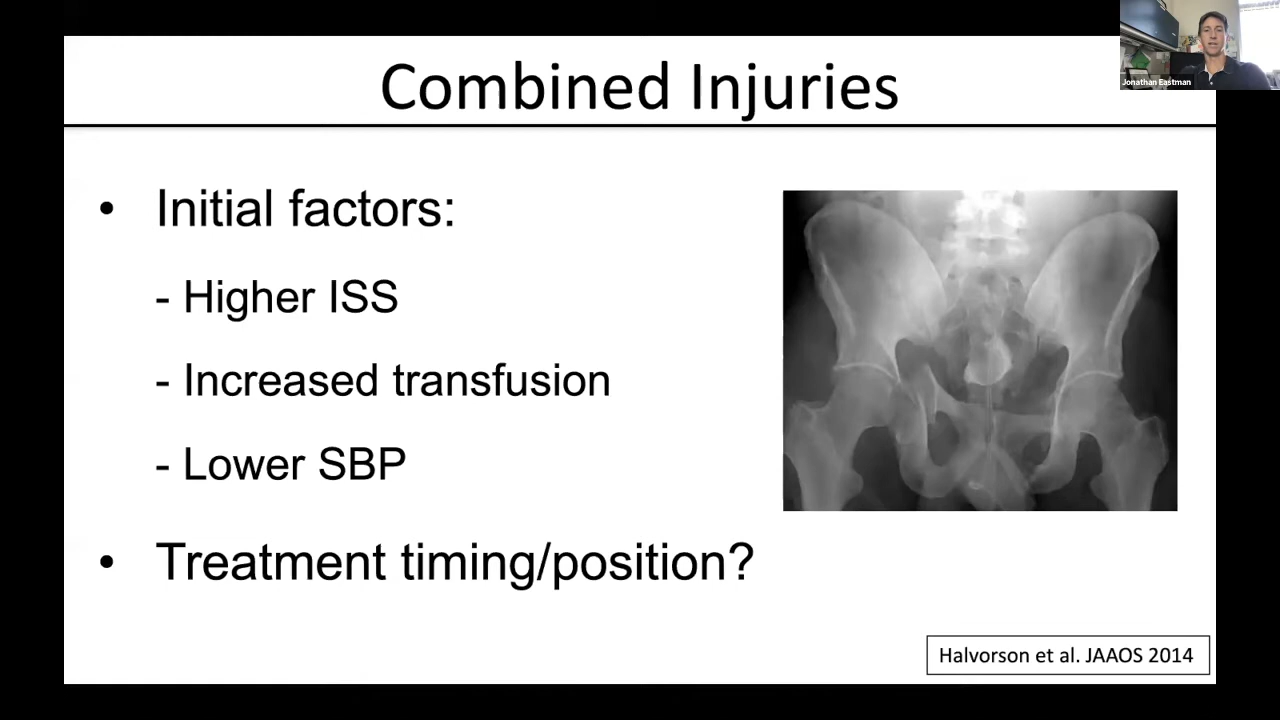 Combined Injuries
Jonathan Eastman
• Initial factors:
- Higher ISS
- Increased transfusion
- Lower SBP
• Treatment timing/position?
Halvorson et al. JAAOS 2014